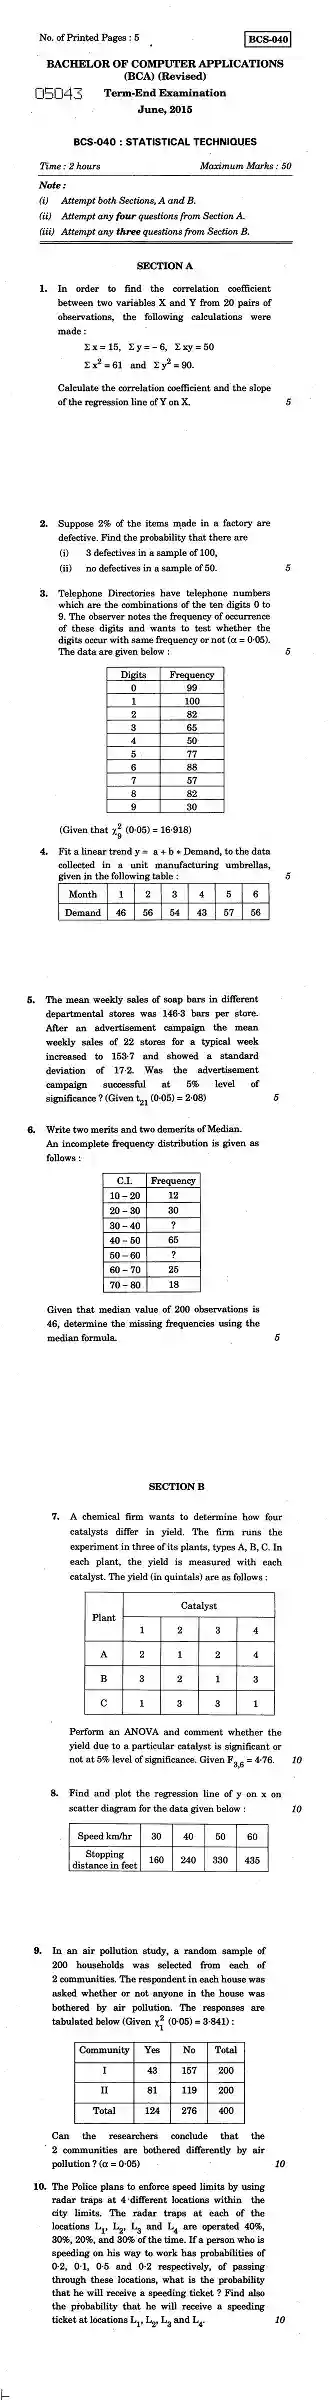 No. of Printed Pages : 5
BCS-040
BACHELOR OF COMPUTER APPLICATIONS
(BCA) (Revised)
05043
Term-End Examination
June, 2015
BCS-040 : STATISTICAL TECHNIQUES
Time : 2 hours Maximum Marks : 50
Note :
(i) Attempt both Sections, A and B.
(ii) Attempt any four questions from Section A.
(iii) Attempt any three questions from Section B.
SECTION A
1. In order to find the correlation coefficient
between two variables X and Y from 20 pairs of
observations, the following calculations were
made :
Σ x = 15, Σ y = – 6, Σ xy = 50
Σ x² = 61 and Σ y² = 90.
Calculate the correlation coefficient and the slope
of the regression line of Y on X. 5
2. Suppose 2% of the items made in a factory are
defective. Find the probability that there are
(i) 3 defectives in a sample of 100,
(ii) no defectives in a sample of 50. 5
3. Telephone Directories have telephone numbers
which are the combinations of the ten digits 0 to
9. The observer notes the frequency of occurrence
of these digits and wants to test whether the
digits occur with same frequency or not (α = 0·05).
The data are given below : 5
Digits Frequency
0 99
1 100
2 82
3 65
4 50
5 77
6 88
7 57
8 82
9 30
(Given that χ²₉ (0·05) = 16·918)
4. Fit a linear trend y = a + b * Demand, to the data
collected in a unit manufacturing umbrellas,
given in the following table : 5
Month 1 2 3 4 5 6
Demand 46 56 54 43 57 56
5. The mean weekly sales of soap bars in different
departmental stores was 146·3 bars per store.
After an advertisement campaign the mean
weekly sales of 22 stores for a typical week
increased to 153·7 and showed a standard
deviation of 17·2. Was the advertisement
campaign successful at 5% level of
significance ? (Given t₂₁ (0·05) = 2·08) 5
6. Write two merits and two demerits of Median.
An incomplete frequency distribution is given as
follows :
C.I. Frequency
10 – 20 12
20 – 30 30
30 – 40 ?
40 – 50 65
50 – 60 ?
60 – 70 25
70 – 80 18
Given that median value of 200 observations is
46, determine the missing frequencies using the
median formula. 5
SECTION B
7. A chemical firm wants to determine how four
catalysts differ in yield. The firm runs the
experiment in three of its plants, types A, B, C. In
each plant, the yield is measured with each
catalyst. The yield (in quintals) are as follows :
Plant Catalyst
1 2 3 4
A 2 1 2 4
B 3 2 1 3
C 1 3 3 1
Perform an ANOVA and comment whether the
yield due to a particular catalyst is significant or
not at 5% level of significance. Given F₃,₆ = 4·76. 10
8. Find and plot the regression line of y on x on
scatter diagram for the data given below : 10
Speed km/hr 30 40 50 60
Stopping
distance in feet 160 240 330 435
9. In an air pollution study, a random sample of
200 households was selected from each of
2 communities. The respondent in each house was
asked whether or not anyone in the house was
bothered by air pollution. The responses are
tabulated below (Given χ²₁ (0·05) = 3·841) :
Community Yes No Total
I 43 157 200
II 81 119 200
Total 124 276 400
Can the researchers conclude that the
2 communities are bothered differently by air
pollution ? (α = 0·05) 10
10. The Police plans to enforce speed limits by using
radar traps at 4 different locations within the
city limits. The radar traps at each of the
locations L₁, L₂, L₃ and L₄ are operated 40%,
30%, 20%, and 30% of the time. If a person who is
speeding on his way to work has probabilities of
0·2, 0·1, 0·5 and 0·2 respectively, of passing
through these locations, what is the probability
that he will receive a speeding ticket ? Find also
the probability that he will receive a speeding
ticket at locations L₁, L₂, L₃ and L₄. 10